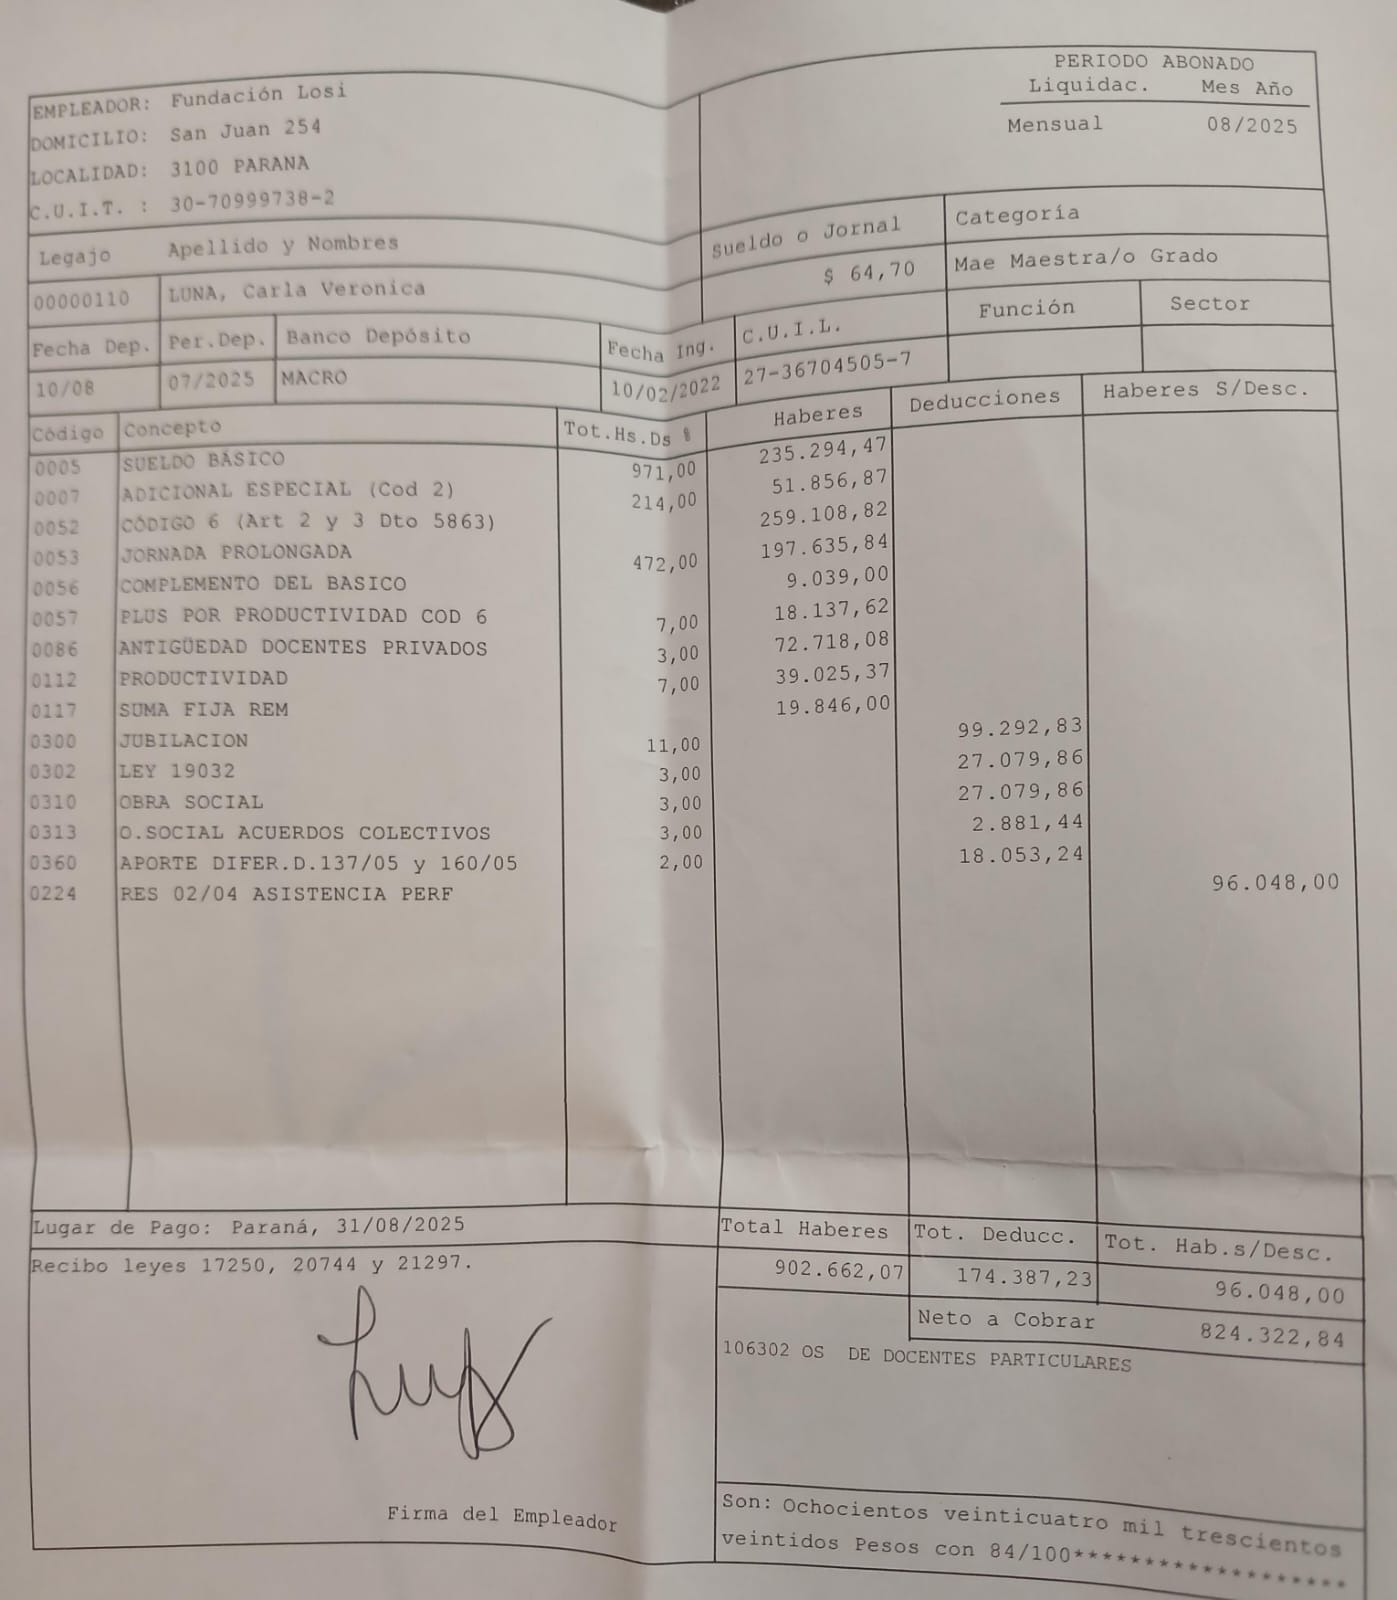 PERIODO ABONADO
Liquidac. Mes Año
Mensual 08/2025
EMPLEADOR: Fundación Losi
DOMICILIO: San Juan 254
LOCALIDAD: 3100 PARANA
C.U.I.T. : 30-70999738-2
Legajo Apellido y Nombres Sueldo o Jornal Categoría
00000110 LUNA, Carla Veronica $ 64,70 Mae Maestra/o Grado
Fecha Dep. Per.Dep. Banco Depósito Fecha Ing. C.U.I.L. Función Sector
10/08 07/2025 MACRO 10/02/2022 27-36704505-7
Código Concepto Tot.Hs.Ds % Haberes Deducciones Haberes S/Desc.
0005 SUELDO BÁSICO 971,00 235.294,47
0007 ADICIONAL ESPECIAL (Cod 2) 214,00 51.856,87
0052 CÓDIGO 6 (Art 2 y 3 Dto 5863) 259.108,82
0053 JORNADA PROLONGADA 472,00 197.635,84
0056 COMPLEMENTO DEL BASICO 9.039,00
0057 PLUS POR PRODUCTIVIDAD COD 6 7,00 18.137,62
0086 ANTIGÜEDAD DOCENTES PRIVADOS 3,00 72.718,08
0112 PRODUCTIVIDAD 7,00 39.025,37
0117 SUMA FIJA REM 19.846,00
0300 JUBILACION 11,00 99.292,83
0302 LEY 19032 3,00 27.079,86
0310 OBRA SOCIAL 3,00 27.079,86
0313 O.SOCIAL ACUERDOS COLECTIVOS 3,00 2.881,44
0360 APORTE DIFER.D.137/05 y 160/05 2,00 18.053,24
0224 RES 02/04 ASISTENCIA PERF 96.048,00
Lugar de Pago: Paraná, 31/08/2025 Total Haberes Tot. Deducc. Tot. Hab.s/Desc.
Recibo leyes 17250, 20744 y 21297. 902.662,07 174.387,23 96.048,00
Neto a Cobrar 824.322,84
106302 OS DE DOCENTES PARTICULARES
Firma del Empleador
Son: Ochocientos veinticuatro mil trescientos
veintidos Pesos con 84/100********************